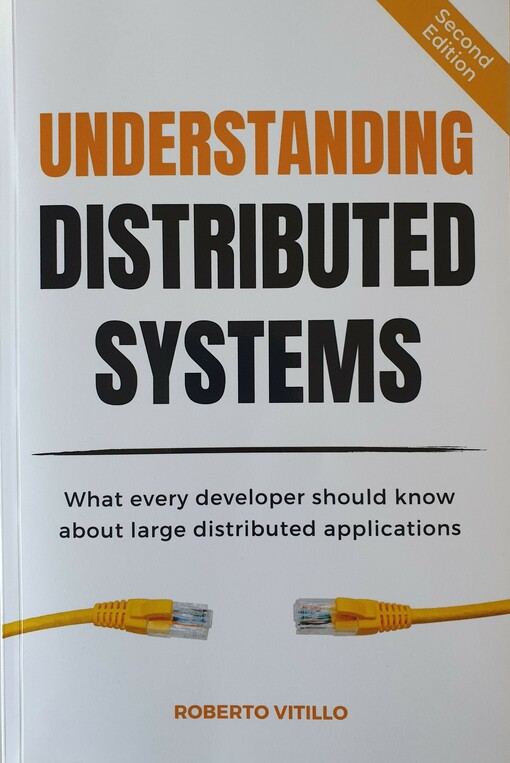 Second
Edition
UNDERSTANDING
DISTRIBUTED
SYSTEMS
What every developer should know
about large distributed applications
ROBERTO VITILLO